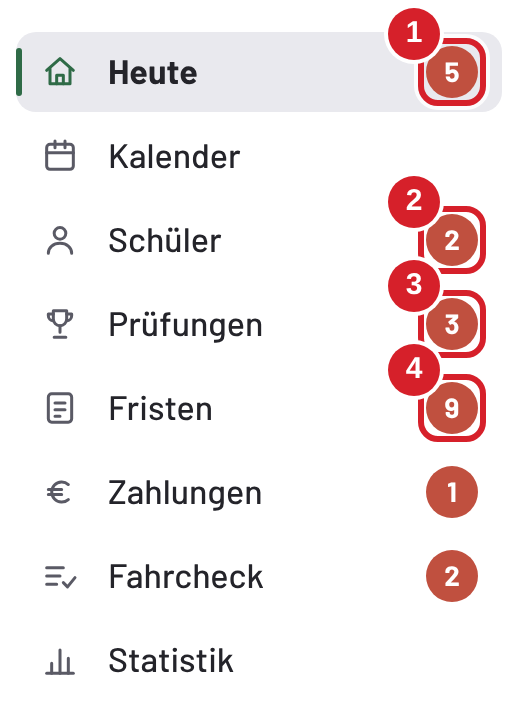 Heute 1 5
Kalender
Schüler 2 2
Prüfungen 3 3
Fristen 4 9
Zahlungen 1
Fahrcheck 2
Statistik